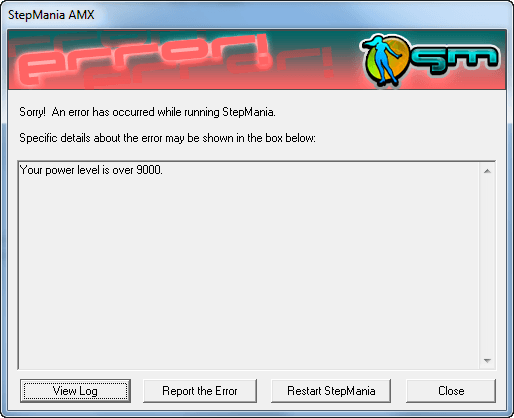 StepMania AMX
error!
SM
Sorry! An error has occurred while running StepMania.
Specific details about the error may be shown in the box below:
Your power level is over 9000.
View Log
Report the Error
Restart StepMania
Close